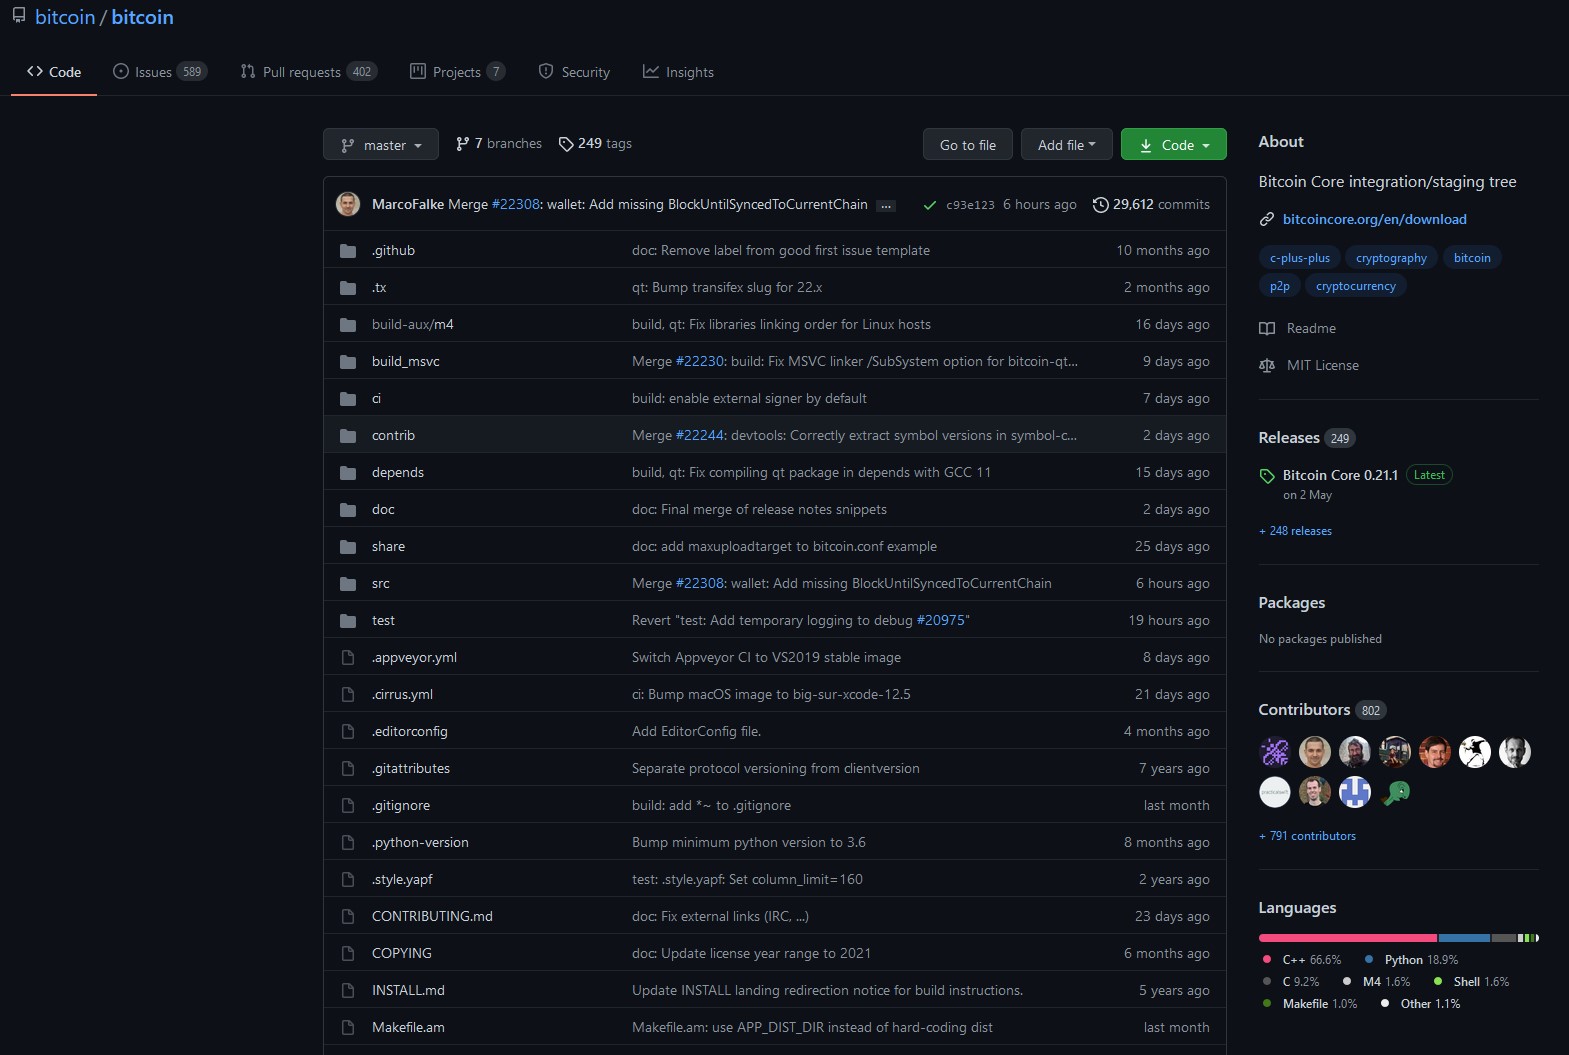 bitcoin / bitcoin
Code Issues 589 Pull requests 402 Projects 7 Security Insights
master 7 branches 249 tags Go to file Add file Code
MarcoFalke Merge #22308: wallet: Add missing BlockUntilSyncedToCurrentChain ... c93e123 6 hours ago 29,612 commits
.github doc: Remove label from good first issue template 10 months ago
.tx qt: Bump transifex slug for 22.x 2 months ago
build-aux/m4 build, qt: Fix libraries linking order for Linux hosts 16 days ago
build_msvc Merge #22230: build: Fix MSVC linker /SubSystem option for bitcoin-qt... 9 days ago
ci build: enable external signer by default 7 days ago
contrib Merge #22244: devtools: Correctly extract symbol versions in symbol-c... 2 days ago
depends build, qt: Fix compiling qt package in depends with GCC 11 15 days ago
doc doc: Final merge of release notes snippets 2 days ago
share doc: add maxuploadtarget to bitcoin.conf example 25 days ago
src Merge #22308: wallet: Add missing BlockUntilSyncedToCurrentChain 6 hours ago
test Revert "test: Add temporary logging to debug #20975" 19 hours ago
.appveyor.yml Switch Appveyor CI to VS2019 stable image 8 days ago
.cirrus.yml ci: Bump macOS image to big-sur-xcode-12.5 21 days ago
.editorconfig Add EditorConfig file. 4 months ago
.gitattributes Separate protocol versioning from clientversion 7 years ago
.gitignore build: add *~ to .gitignore last month
.python-version Bump minimum python version to 3.6 8 months ago
.style.yapf test: .style.yapf: Set column_limit=160 2 years ago
CONTRIBUTING.md doc: Fix external links (IRC, ...) 23 days ago
COPYING doc: Update license year range to 2021 6 months ago
INSTALL.md Update INSTALL landing redirection notice for build instructions. 5 years ago
Makefile.am Makefile.am: use APP_DIST_DIR instead of hard-coding dist last month
About
Bitcoin Core integration/staging tree
bitcoincore.org/en/download
c-plus-plus cryptography bitcoin
p2p cryptocurrency
Readme
MIT License
Releases 249
Bitcoin Core 0.21.1 Latest
on 2 May
+ 248 releases
Packages
No packages published
Contributors 802
practicalswift
+ 791 contributors
Languages
C++ 66.6% Python 18.9%
C 9.2% M4 1.6% Shell 1.6%
Makefile 1.0% Other 1.1%